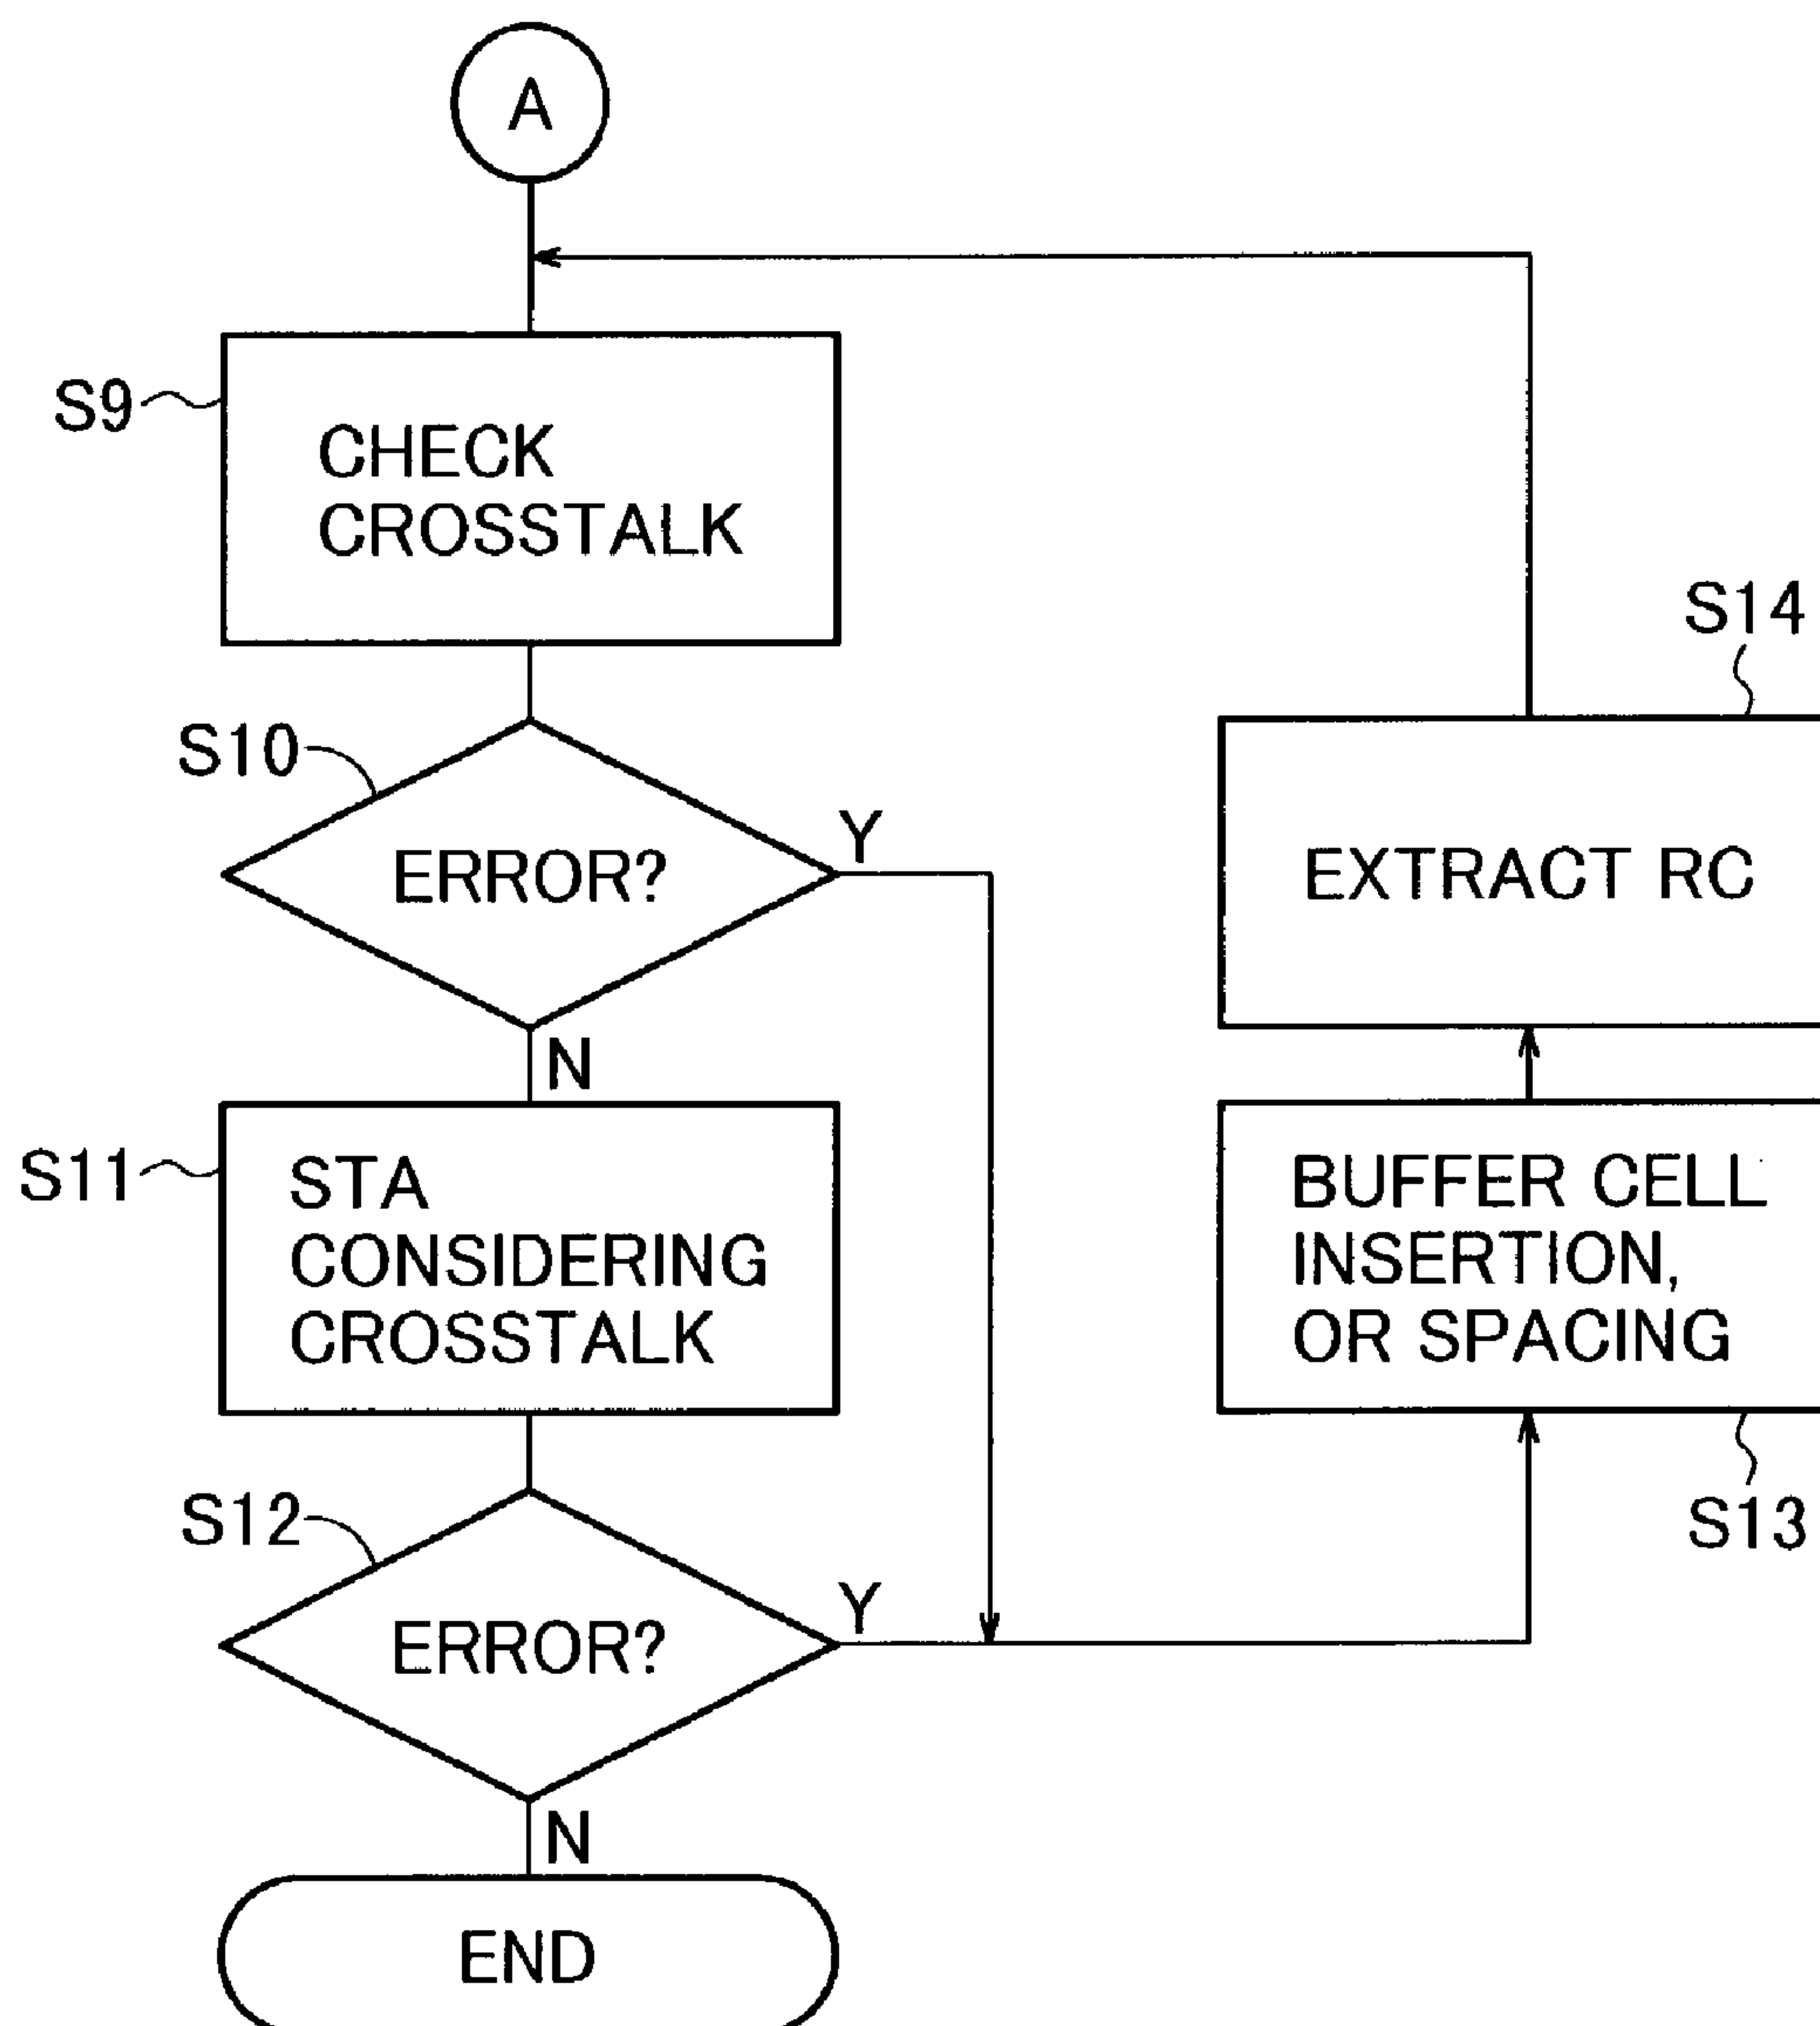 A
S9
CHECK
CROSSTALK
S10
ERROR?
Y
N
S11
STA
CONSIDERING
CROSSTALK
S12
ERROR?
Y
N
END
S14
EXTRACT RC
BUFFER CELL
INSERTION,
OR SPACING
S13